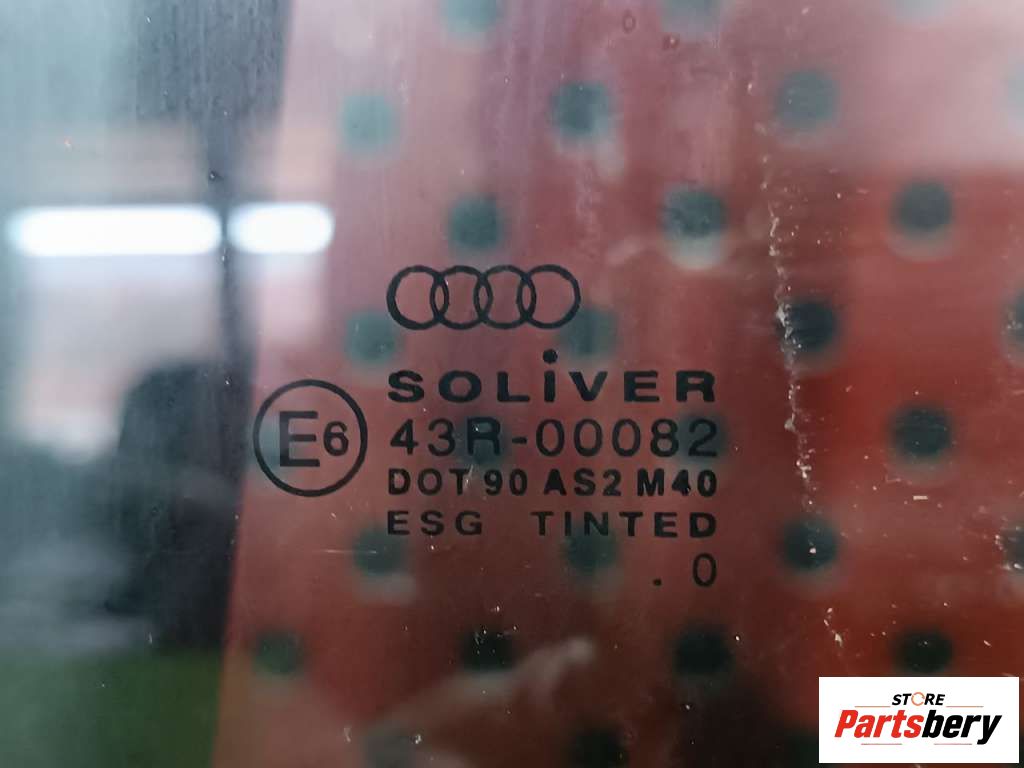 SOLiVER
E6
43R-00082
DOT 90 AS2 M40
ESG TINTED
. 0
STORE
Partsbery